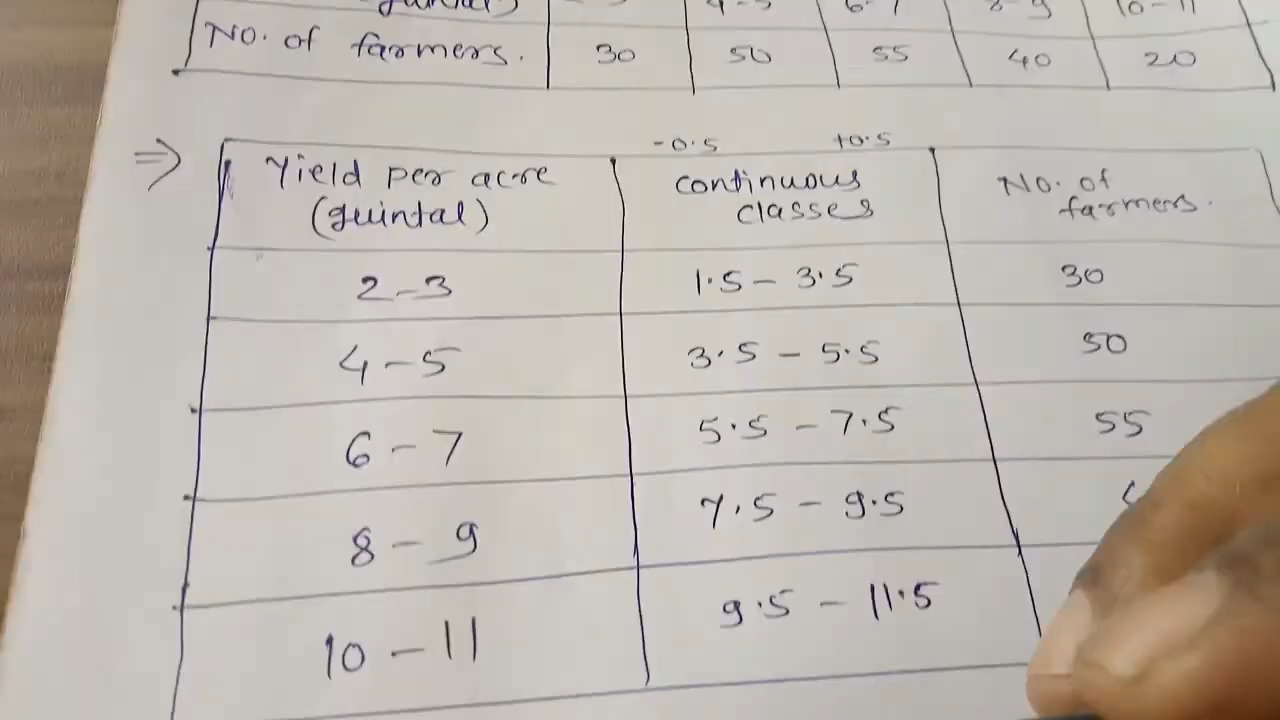 No. of farmers. 30 50 55 40 20
⇒
-0.5 +0.5
Yield per acre continuous No. of
(quintal) classes farmers.
2-3 1.5 - 3.5 30
4-5 3.5 - 5.5 50
6-7 5.5 - 7.5 55
8-9 7.5 - 9.5
10-11 9.5 - 11.5